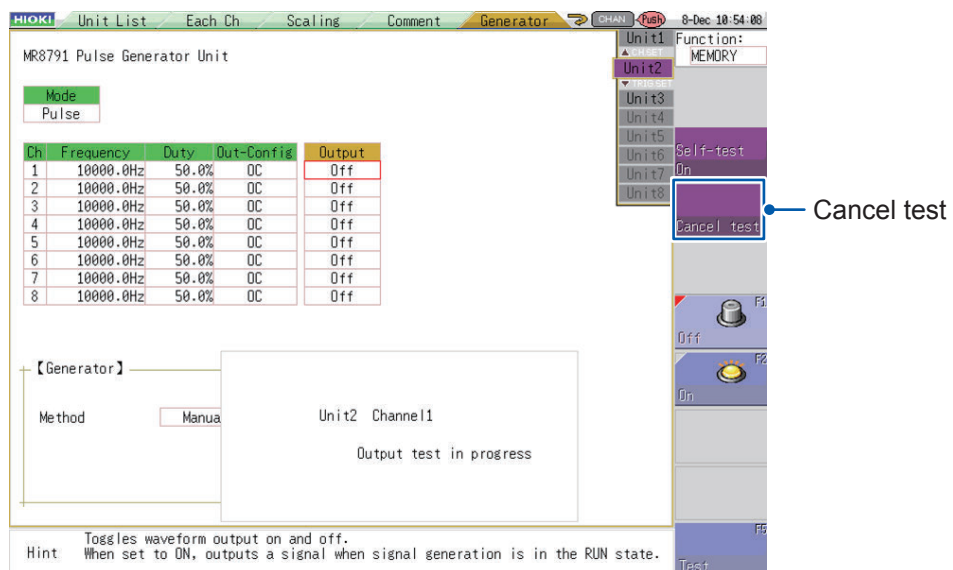 HIOKI Unit List Each Ch Scaling Comment Generator CHAN Push 8-Dec 10:54:08
Unit1 Function:
▲CH.SET MEMORY
MR8791 Pulse Generator Unit
Unit2
▼TRIG.SET
Mode
Unit3
Pulse
Unit4
Unit5
Ch Frequency Duty Out-Config Output
Unit6 Self-test
1 10000.0Hz 50.0% OC Off
Unit7 On
2 10000.0Hz 50.0% OC Off
Unit8
3 10000.0Hz 50.0% OC Off
Cancel test
4 10000.0Hz 50.0% OC Off
Cancel test
5 10000.0Hz 50.0% OC Off
6 10000.0Hz 50.0% OC Off
7 10000.0Hz 50.0% OC Off
8 10000.0Hz 50.0% OC Off
F1
Off
【Generator】
F2
On
Method Manua
Unit2 Channel1
Output test in progress
F5
Toggles waveform output on and off.
Hint When set to ON, outputs a signal when signal generation is in the RUN state.
Test